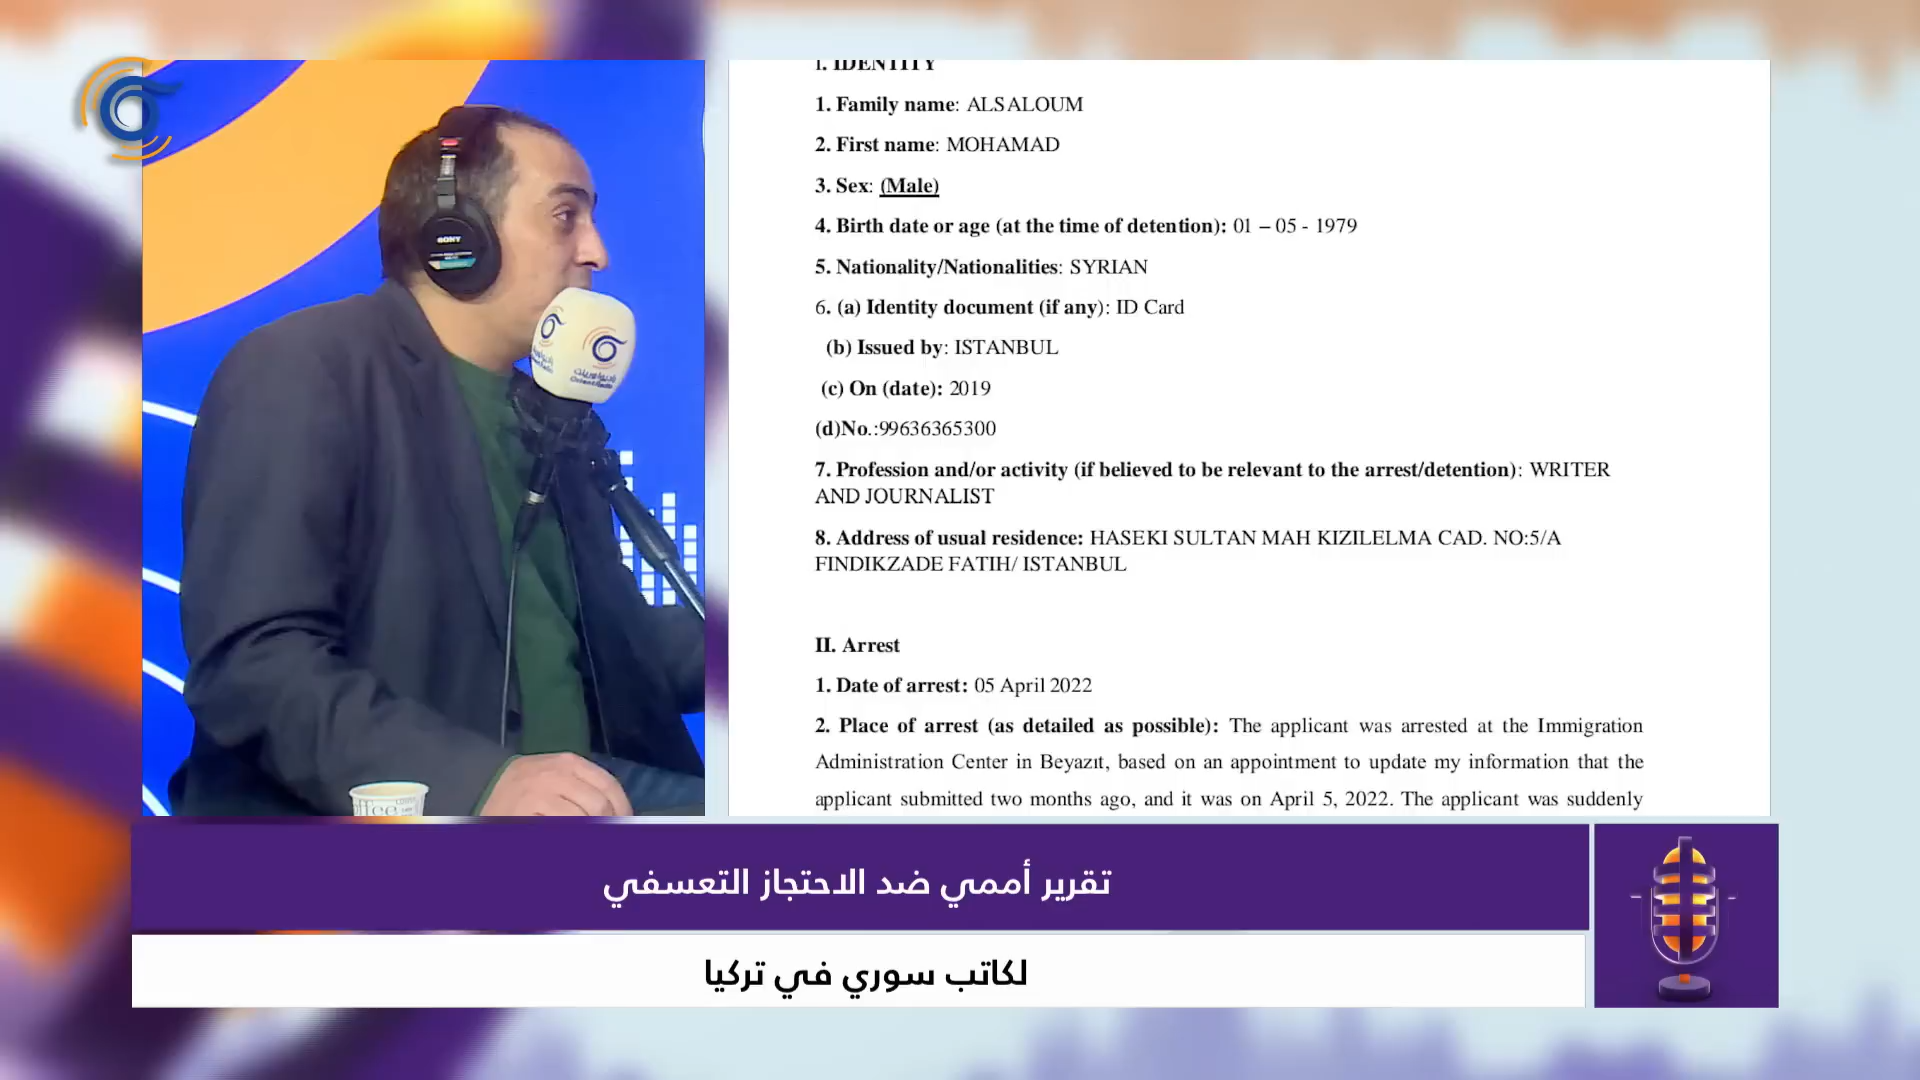 I. IDENTITY
1. Family name: ALSALOUM
2. First name: MOHAMAD
3. Sex: (Male)
4. Birth date or age (at the time of detention): 01 – 05 - 1979
5. Nationality/Nationalities: SYRIAN
6. (a) Identity document (if any): ID Card
(b) Issued by: ISTANBUL
(c) On (date): 2019
(d)No.:99636365300
7. Profession and/or activity (if believed to be relevant to the arrest/detention): WRITER
AND JOURNALIST
8. Address of usual residence: HASEKI SULTAN MAH KIZILELMA CAD. NO:5/A
FINDIKZADE FATIH/ ISTANBUL
II. Arrest
1. Date of arrest: 05 April 2022
2. Place of arrest (as detailed as possible): The applicant was arrested at the Immigration
Administration Center in Beyazıt, based on an appointment to update my information that the
applicant submitted two months ago, and it was on April 5, 2022. The applicant was suddenly
SONY
راديو أورينت
Orient Radio
ffee
تقرير أممي ضد الاحتجاز التعسفي
لكاتب سوري في تركيا